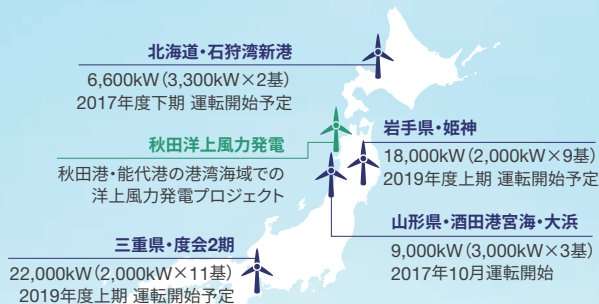 北海道・石狩湾新港
6,600kW（3,300kW×2基）
2017年度下期 運転開始予定
秋田洋上風力発電
秋田港・能代港の港湾海域での
洋上風力発電プロジェクト
岩手県・姫神
18,000kW（2,000kW×9基）
2019年度上期 運転開始予定
山形県・酒田港宮海・大浜
9,000kW（3,000kW×3基）
2017年10月運転開始
三重県・度会2期
22,000kW（2,000kW×11基）
2019年度上期 運転開始予定